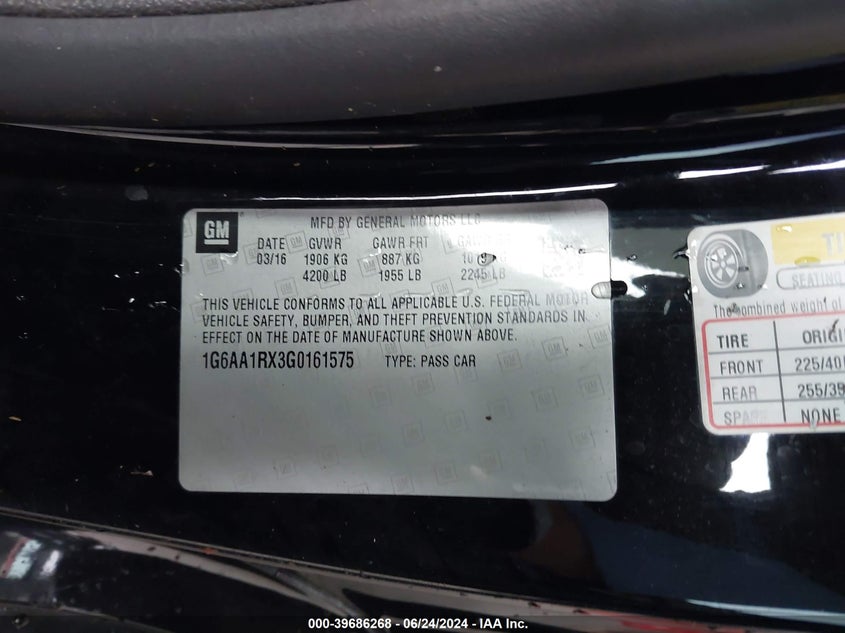 GM
MFD BY GENERAL MOTORS LLC
DATE GVWR GAWR FRT GAWR
03/16 1906 KG 887 KG
4200 LB 1955 LB 2245 LB
THIS VEHICLE CONFORMS TO ALL APPLICABLE U.S. FEDERAL MOTOR
VEHICLE SAFETY, BUMPER, AND THEFT PREVENTION STANDARDS IN
EFFECT ON THE DATE OF MANUFACTURE SHOWN ABOVE.
1G6AA1RX3G0161575 TYPE: PASS CAR
TI
SEATING
The combined weight of
TIRE ORIGI
FRONT 225/40
REAR 255/35
SPARE NONE
000-39686268 - 06/24/2024 - IAA Inc.